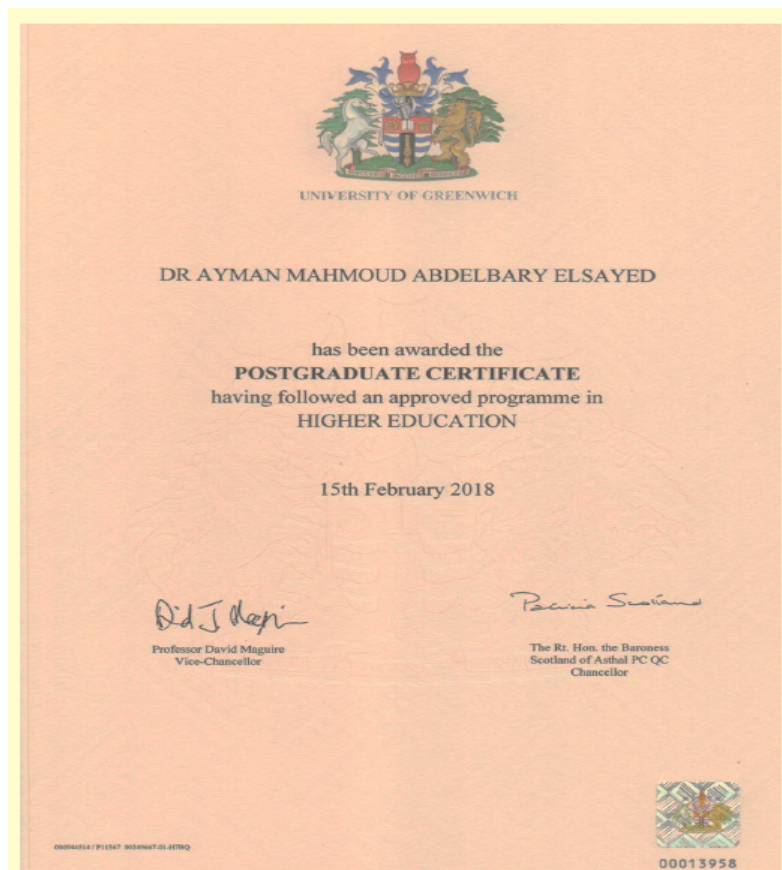 UNIVERSITY OF GREENWICH
DR AYMAN MAHMOUD ABDELBARY ELSAYED
has been awarded the
POSTGRADUATE CERTIFICATE
having followed an approved programme in
HIGHER EDUCATION
15th February 2018
Professor David Maguire
Vice-Chancellor
The Rt. Hon. the Baroness
Scotland of Asthal PC QC
Chancellor
00013958